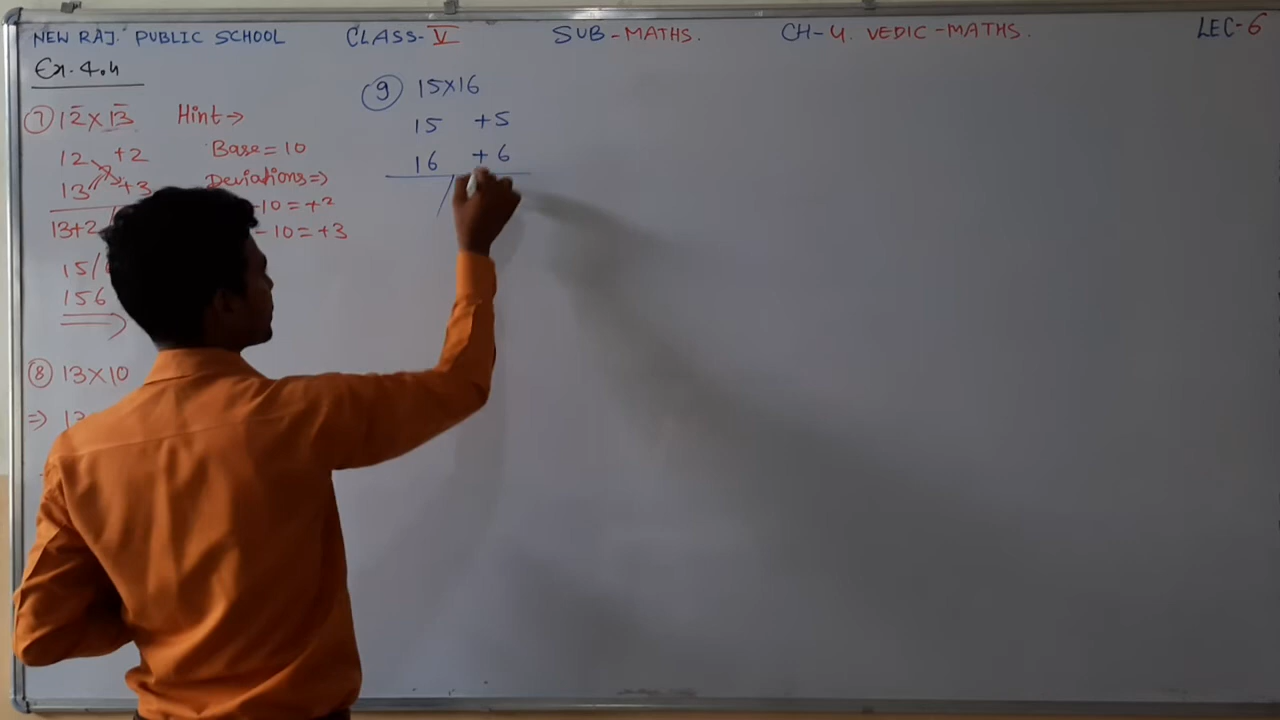 NEW RAJ. PUBLIC SCHOOL CLASS-V SUB-MATHS. CH-4. VEDIC-MATHS. LEC-6
Ex. 4.4
7 12×13 Hint→
12 +2 Base=10
13 +3 Deviations⇒
13+2/ -10=+2
-10=+3
15/
156
8 13×10
⇒
9 15×16
15 +5
16 +6
/